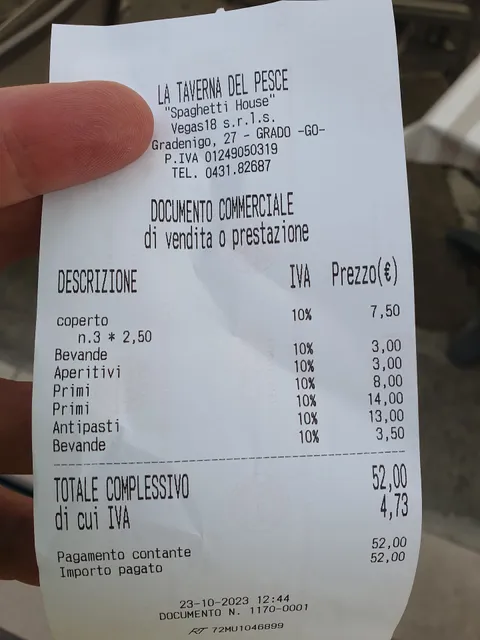 LA TAVERNA DEL PESCE
"Spaghetti House"
Vegas18 s.r.l.s.
Gradenigo, 27 - GRADO -GO-
P.IVA 01249050319
TEL. 0431.82687
DOCUMENTO COMMERCIALE
di vendita o prestazione
DESCRIZIONE IVA Prezzo(€)
coperto 10% 7,50
n.3 * 2,50
Bevande 10% 3,00
Aperitivi 10% 3,00
Primi 10% 8,00
Primi 10% 14,00
Antipasti 10% 13,00
Bevande 10% 3,50
TOTALE COMPLESSIVO 52,00
di cui IVA 4,73
Pagamento contante 52,00
Importo pagato 52,00
23-10-2023 12:44
DOCUMENTO N. 1170-0001
RT 72MU1046899